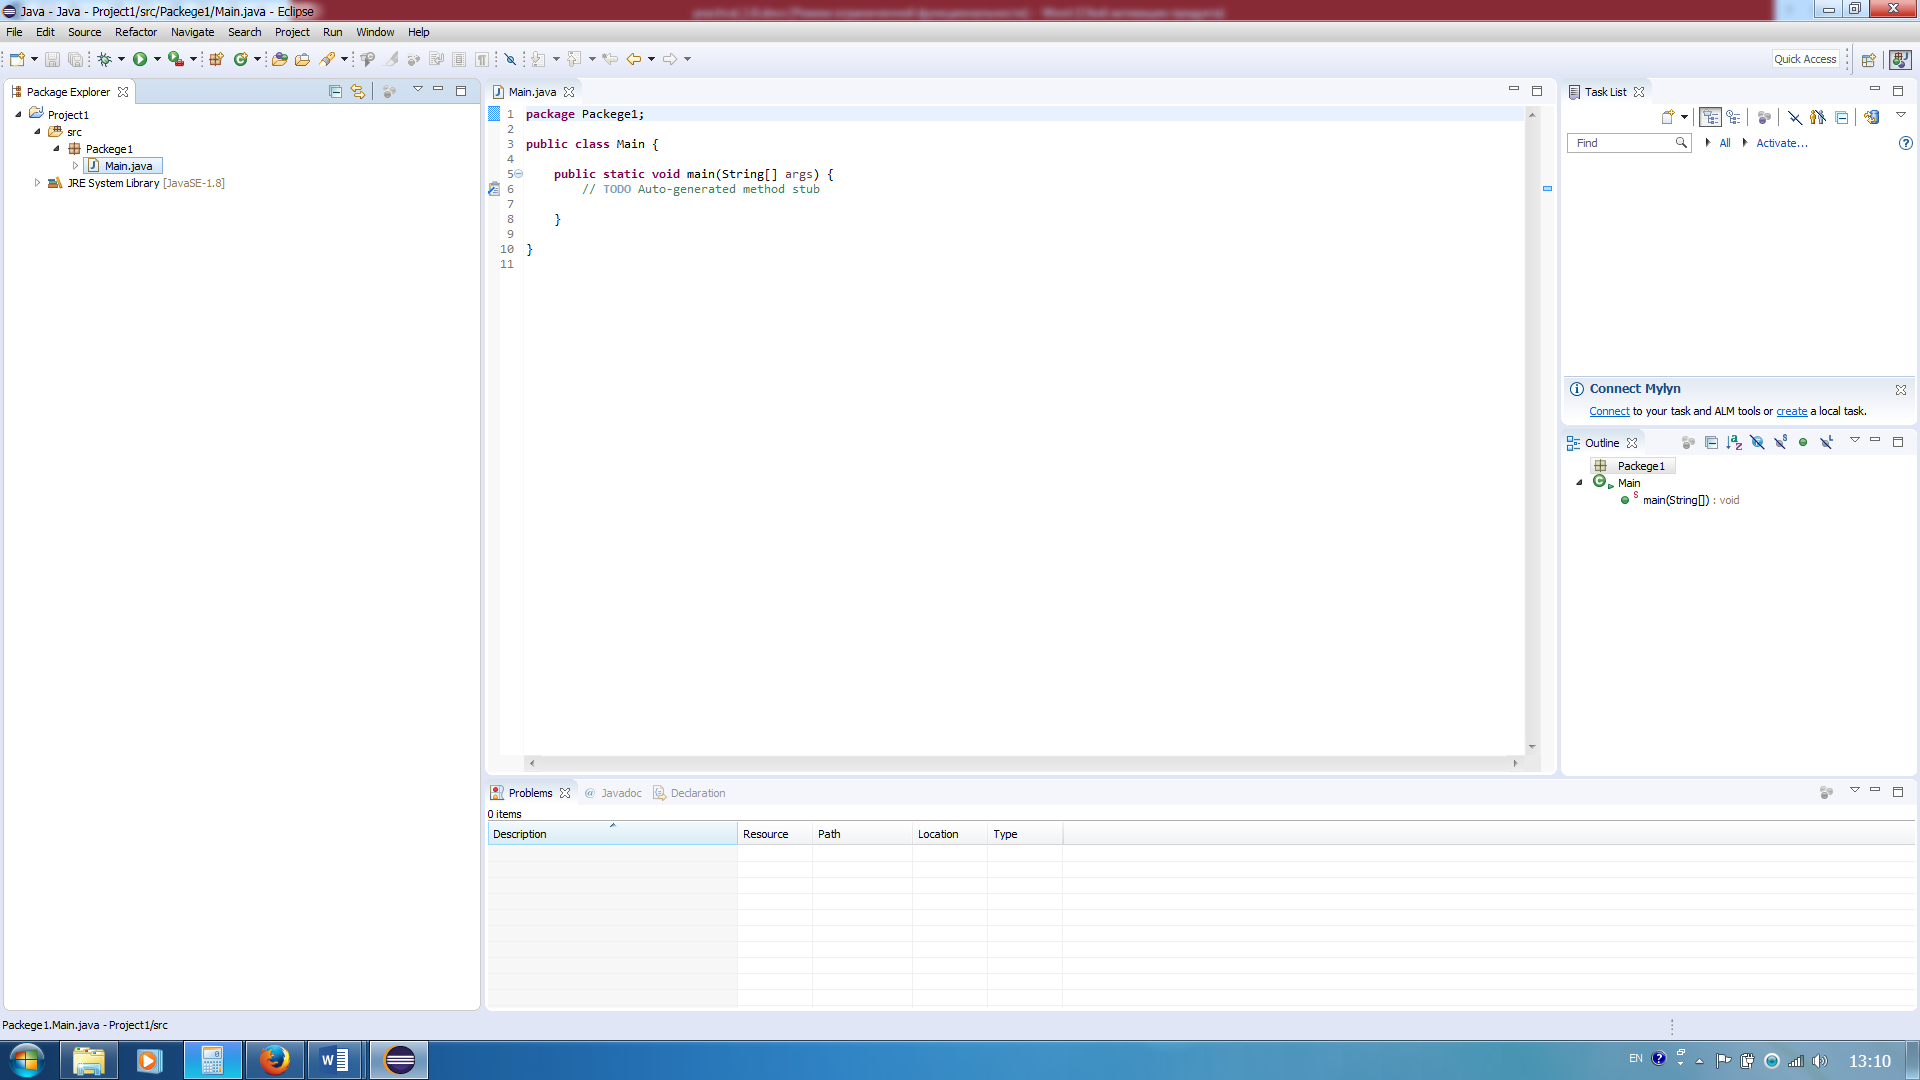 Java - Java - Project1/src/Packege1/Main.java - Eclipse
File Edit Source Refactor Navigate Search Project Run Window Help
Quick Access
Package Explorer
Project1
src
Packege1
Main.java
JRE System Library [JavaSE-1.8]
Main.java
1 package Packege1;
2
3 public class Main {
4
5 public static void main(String[] args) {
6 // TODO Auto-generated method stub
7
8 }
9
10 }
11
Task List
Find
All
Activate...
Connect Mylyn
Connect to your task and ALM tools or create a local task.
Outline
Packege1
Main
main(String[]) : void
Problems
Javadoc
Declaration
0 items
Description Resource Path Location Type
Packege1.Main.java - Project1/src
EN
13:10